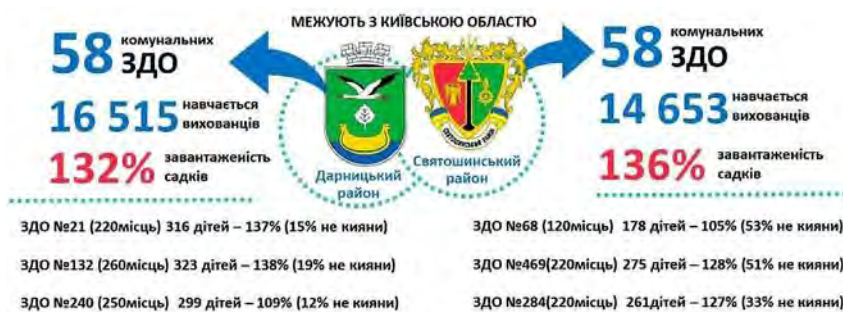 МЕЖУЮТЬ З КИЇВСЬКОЮ ОБЛАСТЮ
58 комунальних ЗДО
16 515 навчається вихованців
132% завантаженість садків
Дарницький район
СВЯТОШИНСЬКИЙ РАЙОН
Святошинський район
58 комунальних ЗДО
14 653 навчається вихованців
136% завантаженість садків
ЗДО №21 (220місць) 316 дітей – 137% (15% не кияни)
ЗДО №132 (260місць) 323 дітей – 138% (19% не кияни)
ЗДО №240 (250місць) 299 дітей – 109% (12% не кияни)
ЗДО №68 (120місць) 178 дітей – 105% (53% не кияни)
ЗДО №469(220місць) 275 дітей – 128% (51% не кияни)
ЗДО №284(220місць) 261дітей – 127% (33% не кияни)